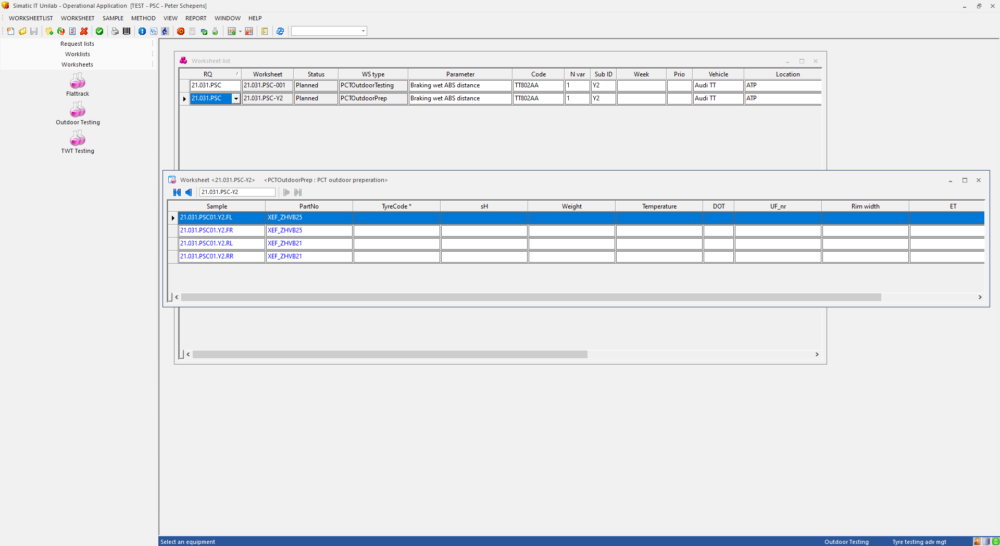 Simatic IT Unilab - Operational Application [TEST - PSC - Peter Schepens]
WORKSHEETLIST WORKSHEET SAMPLE METHOD VIEW REPORT WINDOW HELP
Request lists
Worklists
Worksheets
Flattrack
Outdoor Testing
TWT Testing
Worksheet list
RQ Worksheet Status WS type Parameter Code N var Sub ID Week Prio Vehicle Location
21.031.PSC 21.031.PSC-001 Planned PCTOutdoorTesting Braking wet ABS distance TT802AA 1 Y2 Audi TT ATP
21.031.PSC 21.031.PSC-Y2 Planned PCTOutdoorPrep Braking wet ABS distance TT802AA 1 Y2 Audi TT ATP
Worksheet <21.031.PSC-Y2> <PCTOutdoorPrep : PCT outdoor preperation>
21.031.PSC-Y2
Sample PartNo TyreCode * sH Weight Temperature DOT UF_nr Rim width ET
21.031.PSC01.Y2.FL XEF_ZHVB25
21.031.PSC01.Y2.FR XEF_ZHVB25
21.031.PSC01.Y2.RL XEF_ZHVB21
21.031.PSC01.Y2.RR XEF_ZHVB21
Select an equipment Outdoor Testing Tyre testing adv mgt